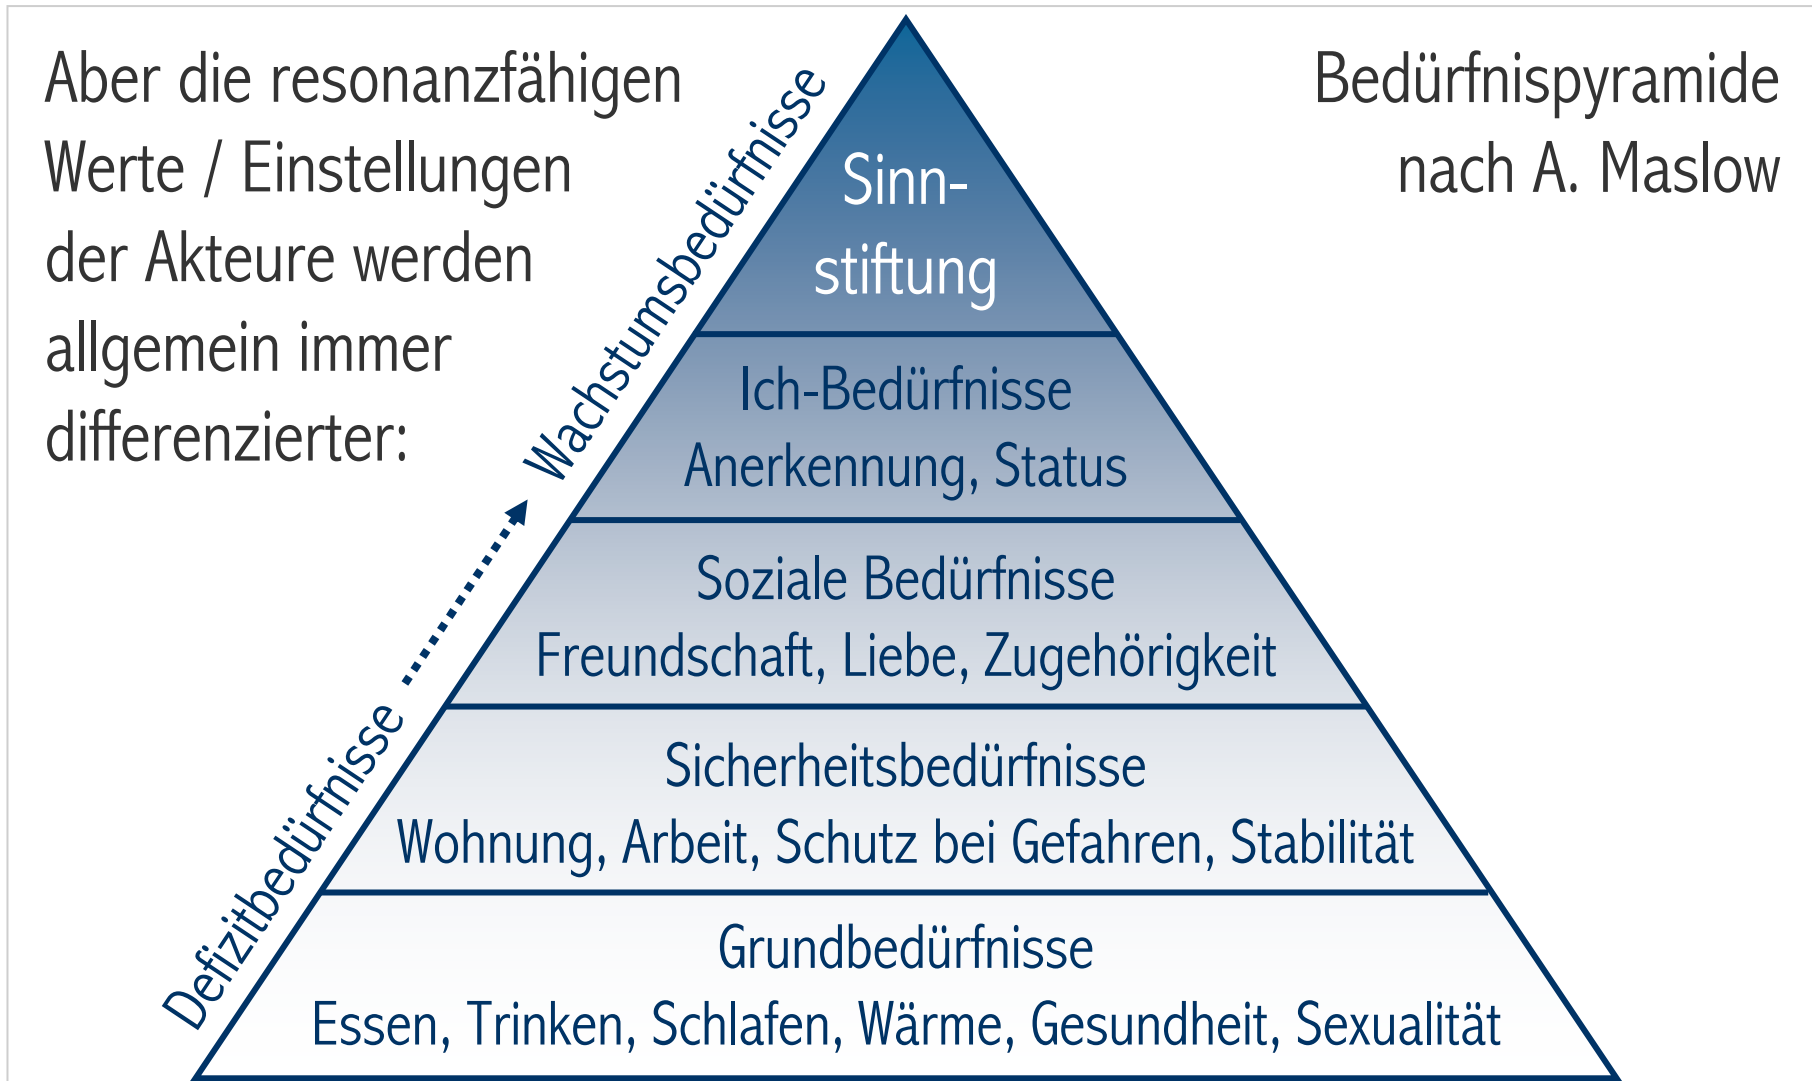 Aber die resonanzfähigen
Werte / Einstellungen
der Akteure werden
allgemein immer
differenzierter:
Bedürfnispyramide
nach A. Maslow
Wachstumsbedürfnisse
Defizitbedürfnisse
Sinn-
stiftung
Ich-Bedürfnisse
Anerkennung, Status
Soziale Bedürfnisse
Freundschaft, Liebe, Zugehörigkeit
Sicherheitsbedürfnisse
Wohnung, Arbeit, Schutz bei Gefahren, Stabilität
Grundbedürfnisse
Essen, Trinken, Schlafen, Wärme, Gesundheit, Sexualität